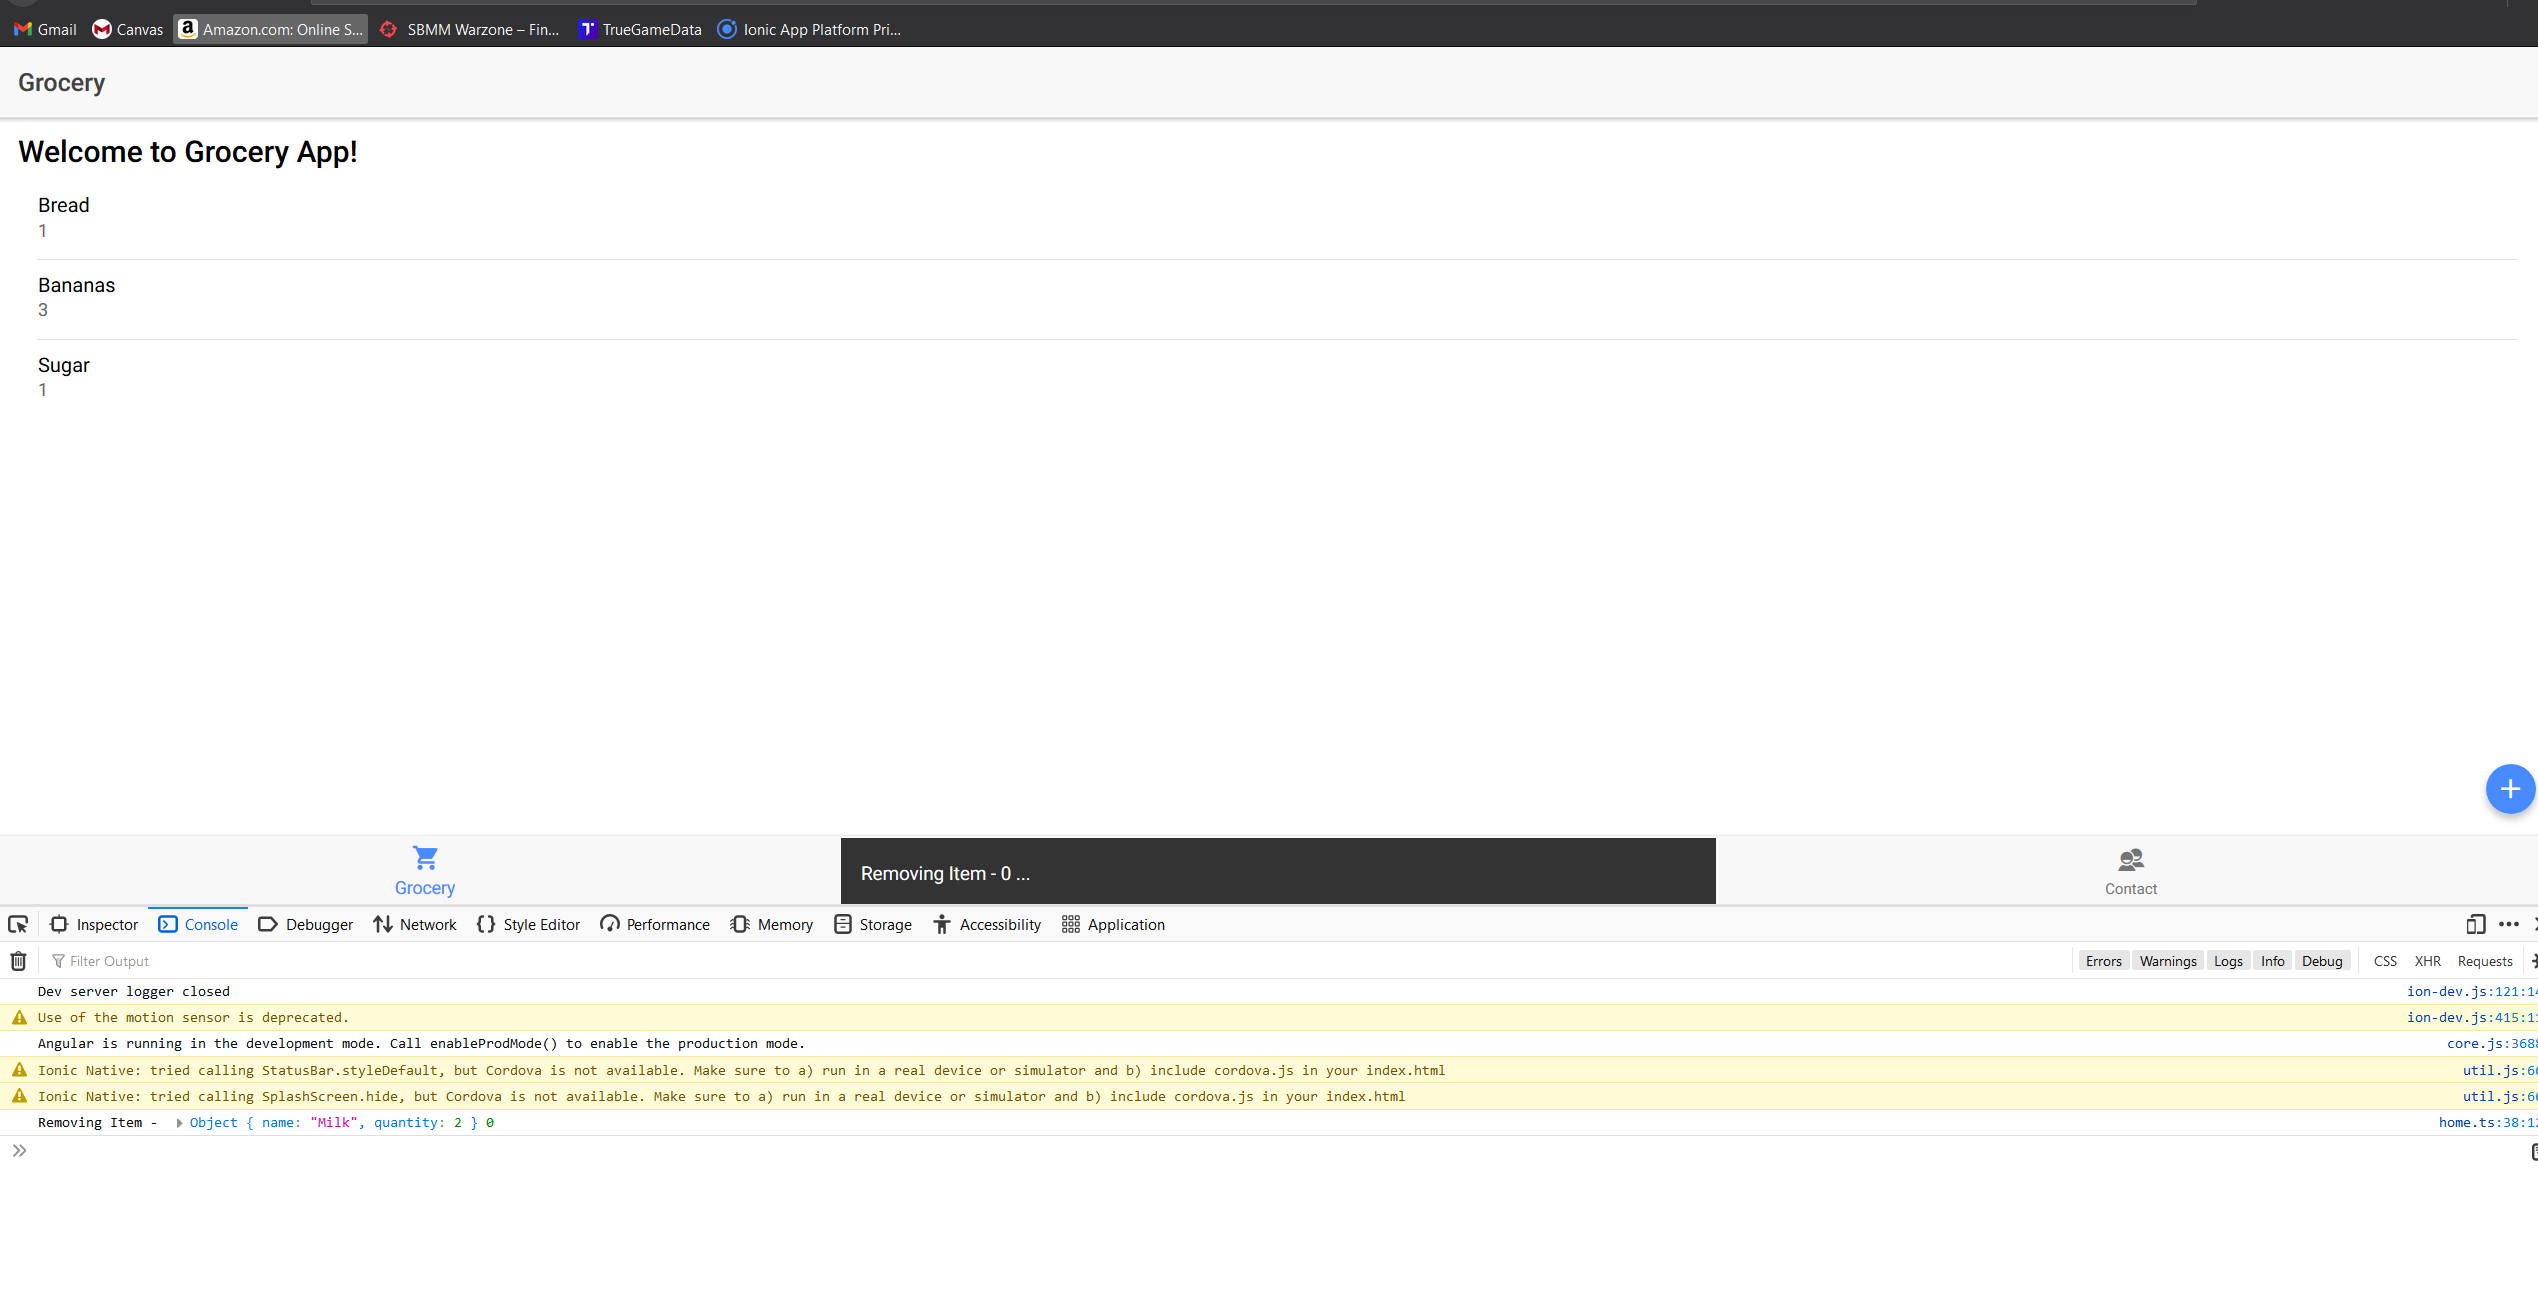 Gmail Canvas Amazon.com: Online S... SBMM Warzone – Fin... TrueGameData Ionic App Platform Pri...
Grocery
Welcome to Grocery App!
Bread
1
Bananas
3
Sugar
1
Grocery
Removing Item - 0 ...
Contact
Inspector Console Debugger Network Style Editor Performance Memory Storage Accessibility Application
Filter Output Errors Warnings Logs Info Debug CSS XHR Requests
Dev server logger closed ion-dev.js:121:14
Use of the motion sensor is deprecated. ion-dev.js:415:1
Angular is running in the development mode. Call enableProdMode() to enable the production mode. core.js:368
Ionic Native: tried calling StatusBar.styleDefault, but Cordova is not available. Make sure to a) run in a real device or simulator and b) include cordova.js in your index.html util.js:6
Ionic Native: tried calling SplashScreen.hide, but Cordova is not available. Make sure to a) run in a real device or simulator and b) include cordova.js in your index.html util.js:6
Removing Item - Object { name: "Milk", quantity: 2 } 0 home.ts:38:1